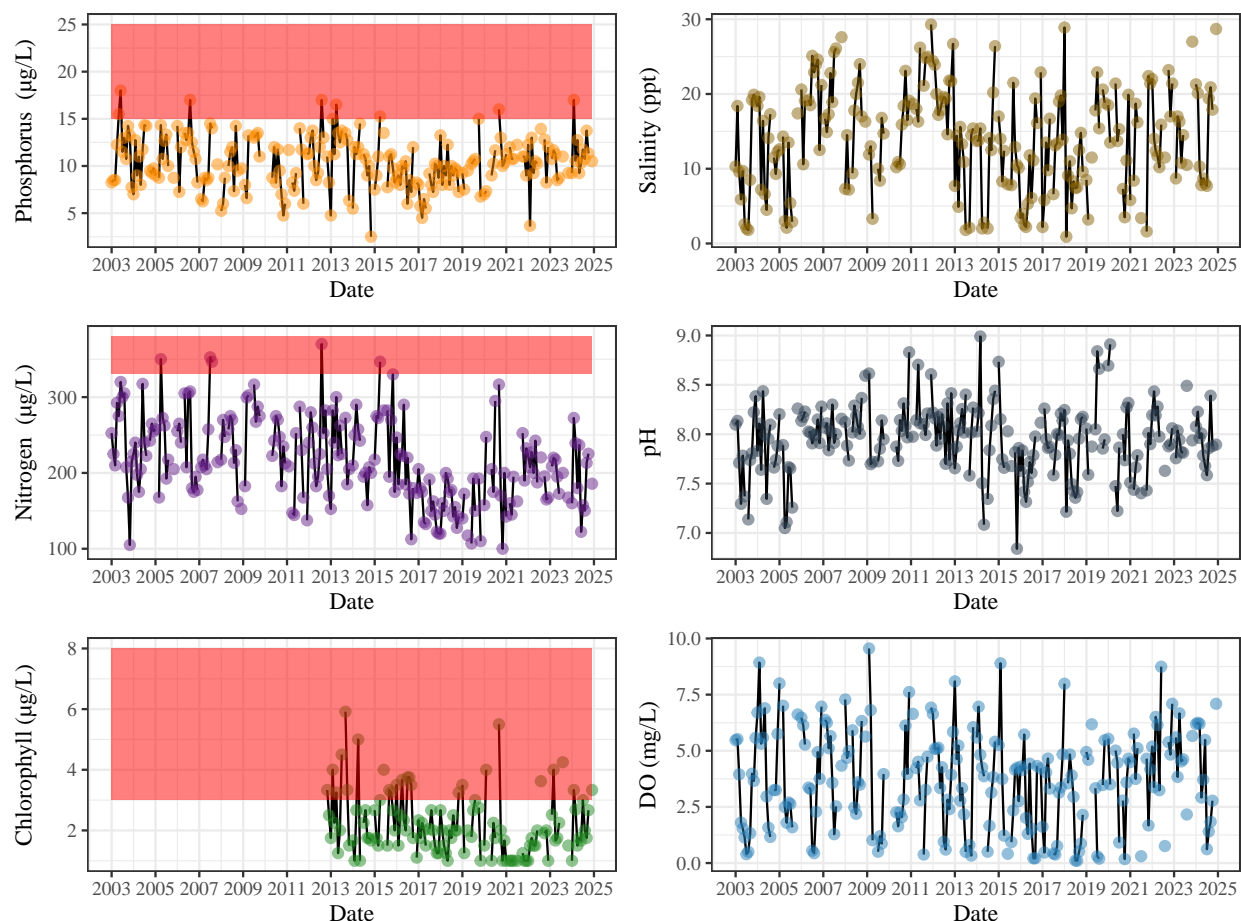 Phosphorus (µg/L)
25
20
15
10
5
2003 2005 2007 2009 2011 2013 2015 2017 2019 2021 2023 2025
Date
Salinity (ppt)
30
20
10
0
2003 2005 2007 2009 2011 2013 2015 2017 2019 2021 2023 2025
Date
Nitrogen (µg/L)
300
200
100
2003 2005 2007 2009 2011 2013 2015 2017 2019 2021 2023 2025
Date
pH
9.0
8.5
8.0
7.5
7.0
2003 2005 2007 2009 2011 2013 2015 2017 2019 2021 2023 2025
Date
Chlorophyll (µg/L)
8
6
4
2
2003 2005 2007 2009 2011 2013 2015 2017 2019 2021 2023 2025
Date
DO (mg/L)
10.0
7.5
5.0
2.5
0.0
2003 2005 2007 2009 2011 2013 2015 2017 2019 2021 2023 2025
Date